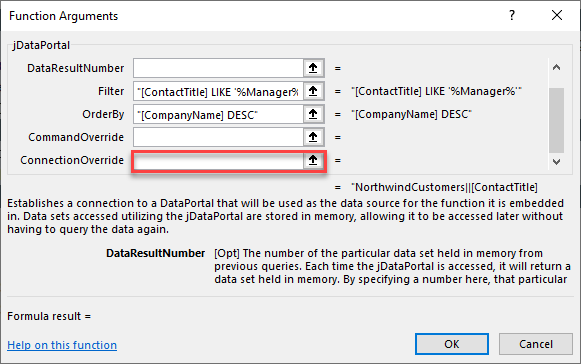 Function Arguments
? ×
jDataPortal
DataResultNumber =
Filter "[ContactTitle] LIKE '%Manager% = "[ContactTitle] LIKE '%Manager%'"
OrderBy "[CompanyName] DESC" = "[CompanyName] DESC"
CommandOverride =
ConnectionOverride =
= "NorthwindCustomers||[ContactTitle]
Establishes a connection to a DataPortal that will be used as the data source for the function it is embedded
in. Data sets accessed utilizing the jDataPortal are stored in memory, allowing it to be accessed later without
having to query the data again.
DataResultNumber [Opt] The number of the particular data set held in memory from
previous queries. Each time the jDataPortal is accessed, it will return a
data set held in memory. By specifying a number here, that particular
Formula result =
Help on this function
OK Cancel